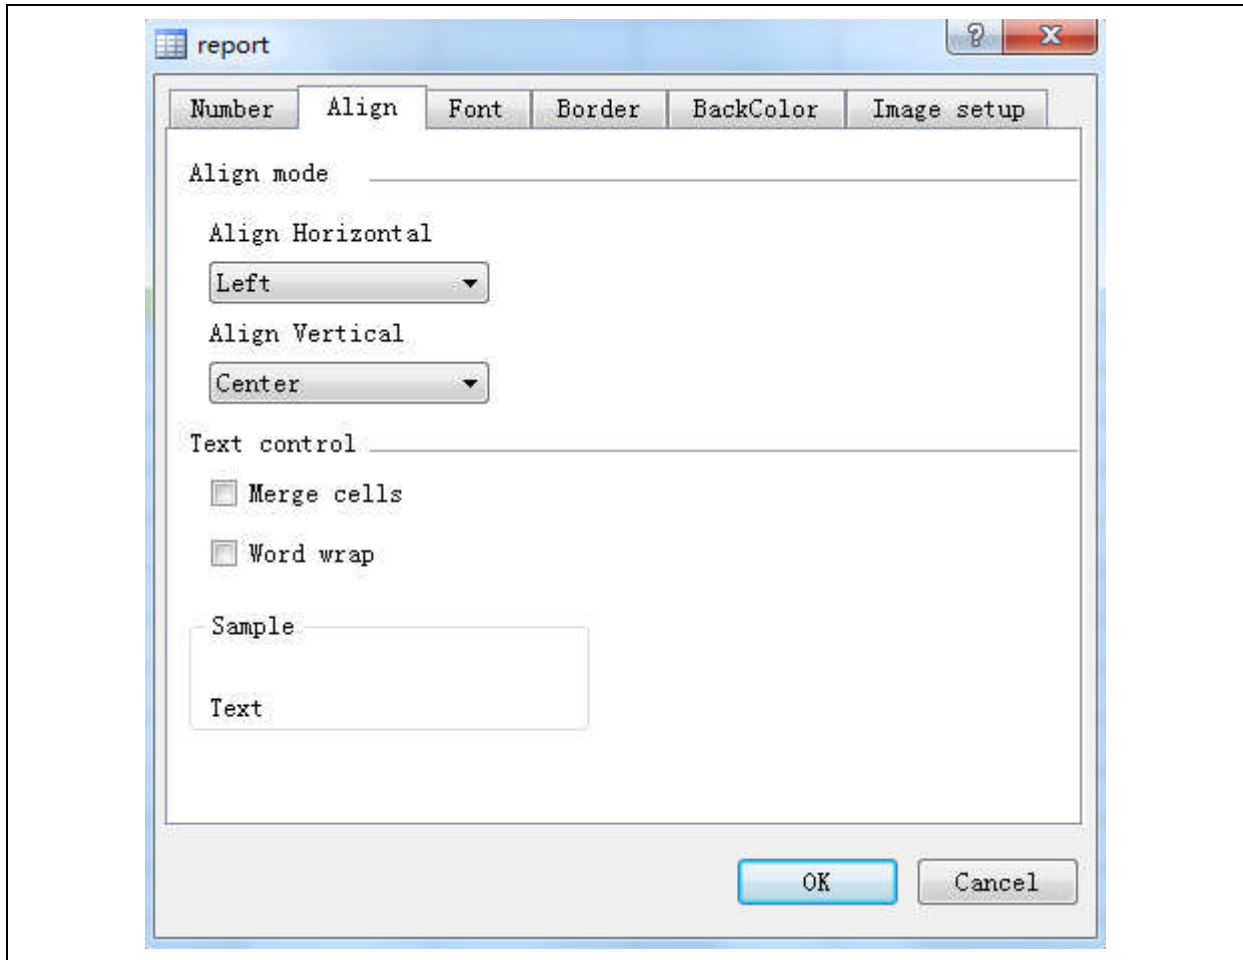 report
Number Align Font Border BackColor Image setup
Align mode
Align Horizontal
Left
Align Vertical
Center
Text control
Merge cells
Word wrap
Sample
Text
OK Cancel